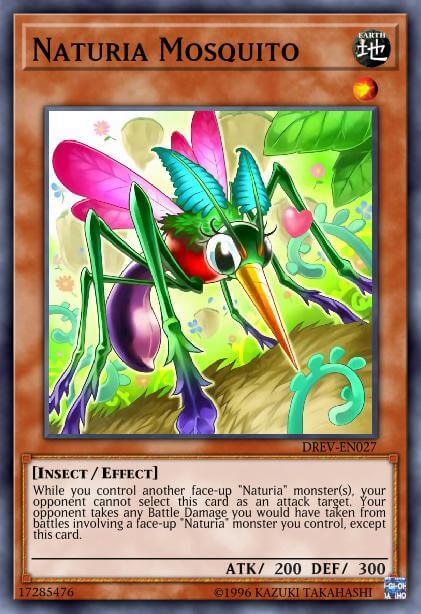 NATURIA MOSQUITO
EARTH
地
DREV-EN027
[INSECT / EFFECT]
While you control another face-up "Naturia" monster(s), your
opponent cannot select this card as an attack target. Your
opponent takes any Battle Damage you would have taken from
battles involving a face-up "Naturia" monster you control, except
this card.
ATK/ 200 DEF/ 300
17285476
©1996 KAZUKI TAKAHASHI